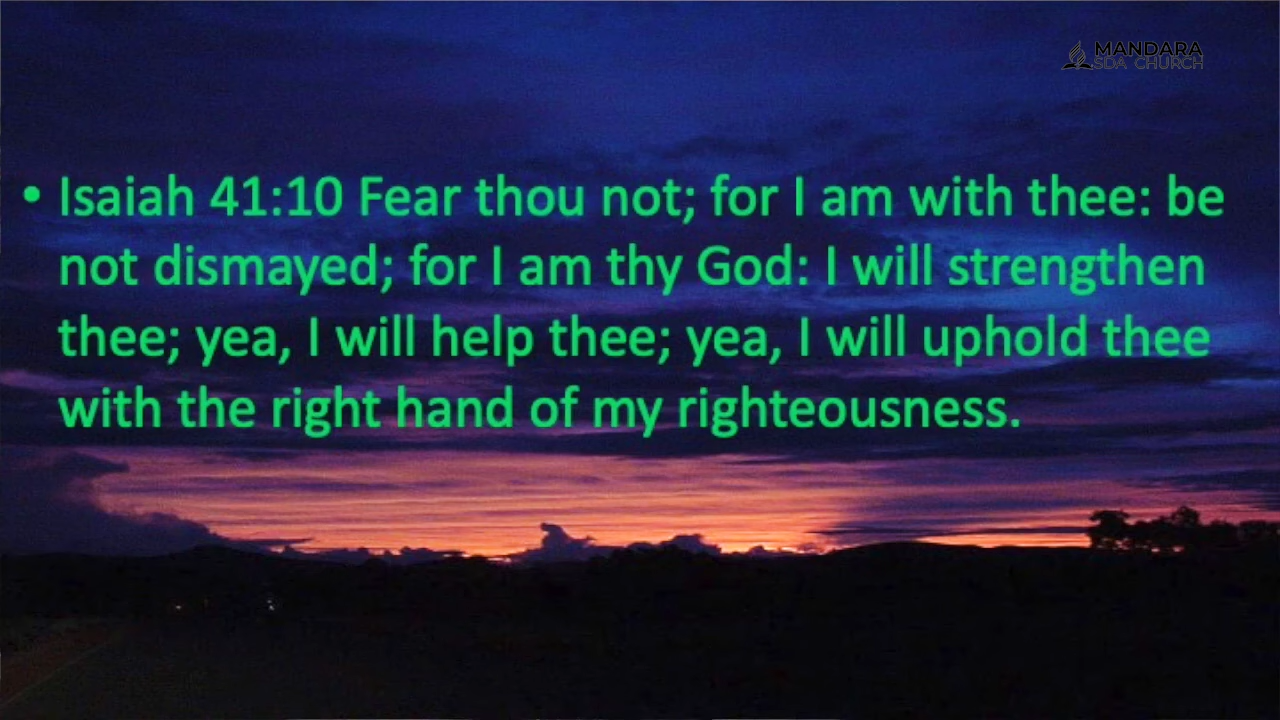 MANDARA
SDA CHURCH
• Isaiah 41:10 Fear thou not; for I am with thee: be
not dismayed; for I am thy God: I will strengthen
thee; yea, I will help thee; yea, I will uphold thee
with the right hand of my righteousness.